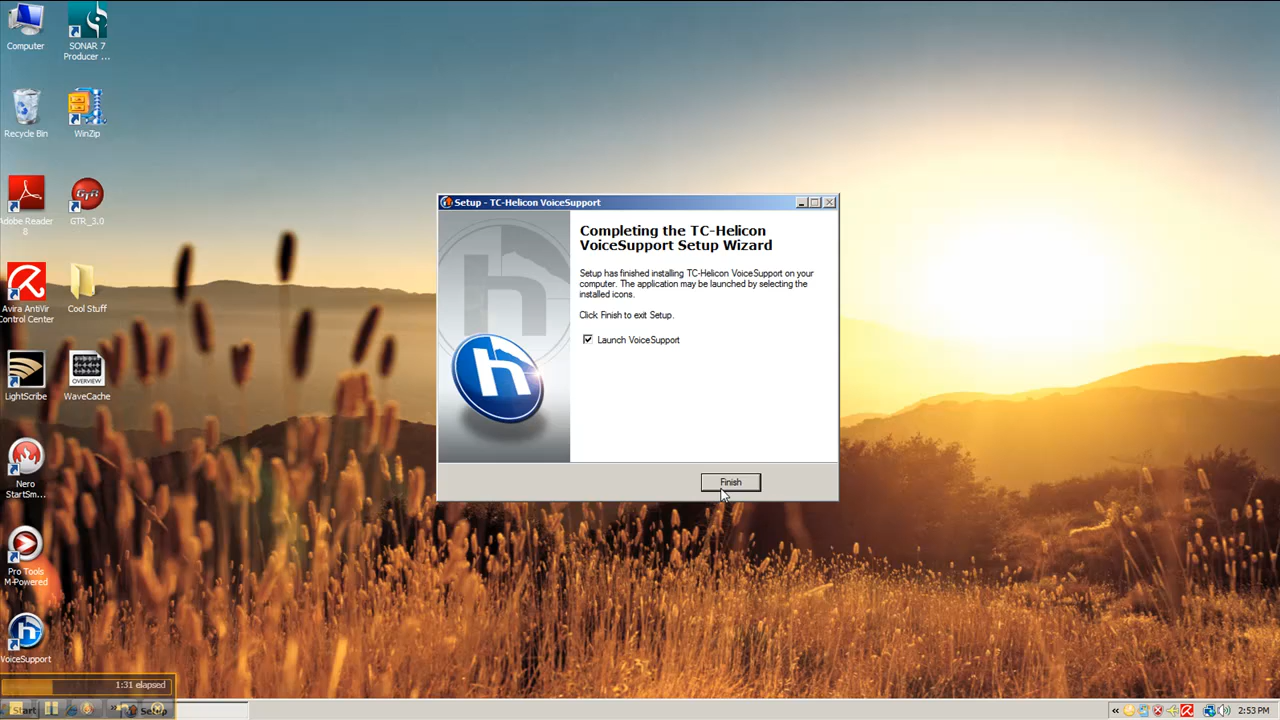 Computer
SONAR 7
Producer ...
Recycle Bin
WinZip
Adobe Reader
8
GTR
GTR_3.0
Avira AntiVir
Control Center
Cool Stuff
LightScribe
OVERVIEW
WaveCache
Nero
StartSm...
Pro Tools
M-Powered
VoiceSupport
Setup - TC-Helicon VoiceSupport
Completing the TC-Helicon
VoiceSupport Setup Wizard
Setup has finished installing TC-Helicon VoiceSupport on your
computer. The application may be launched by selecting the
installed icons.
Click Finish to exit Setup.
Launch VoiceSupport
Finish
1:31 elapsed
Start
Setup
2:53 PM